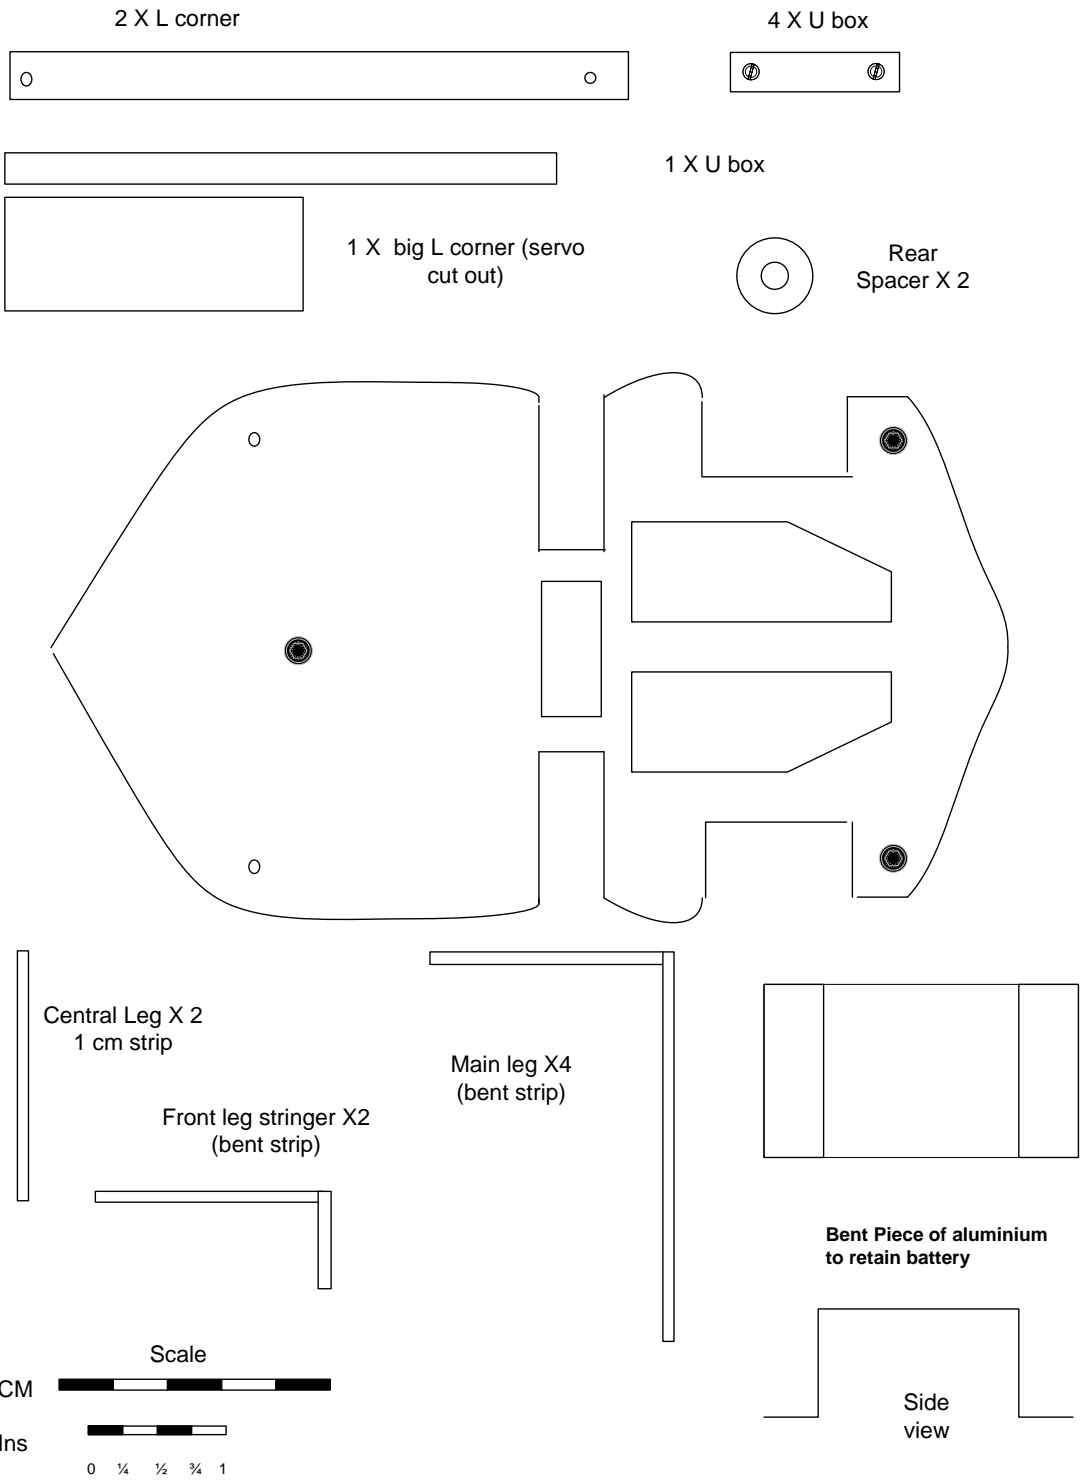 2 X L corner
4 X U box
1 X U box
1 X big L corner (servo
cut out)
Rear
Spacer X 2
Central Leg X 2
1 cm strip
Main leg X4
(bent strip)
Front leg stringer X2
(bent strip)
Bent Piece of aluminium
to retain battery
Scale
CM
Ins
0 ¼ ½ ¾ 1
Side
view